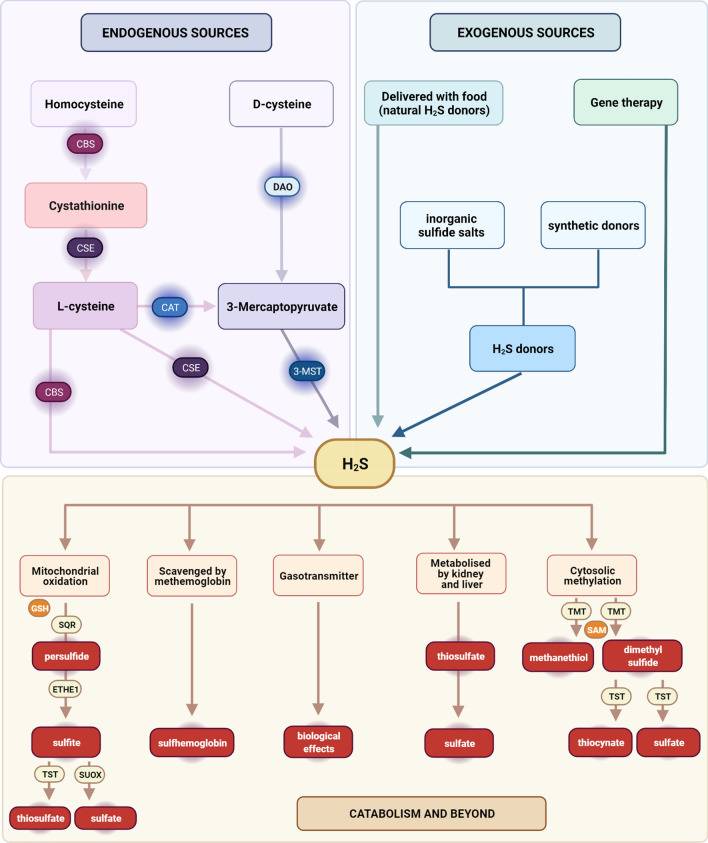 ENDOGENOUS SOURCES
EXOGENOUS SOURCES
Homocysteine
D-cysteine
Delivered with food
(natural H₂S donors)
Gene therapy
CBS
DAO
Cystathionine
inorganic
sulfide salts
synthetic donors
CSE
L-cysteine
CAT
3-Mercaptopyruvate
H₂S donors
CSE
3-MST
CBS
H₂S
Mitochondrial
oxidation
Scavenged by
methemoglobin
Gasotransmitter
Metabolised
by kidney
and liver
Cytosolic
methylation
GSH
SQR
TMT
TMT
SAM
persulfide
thiosulfate
methanethiol
dimethyl
sulfide
ETHE1
TST
TST
sulfite
sulfhemoglobin
biological
effects
sulfate
thiocynate
sulfate
TST
SUOX
thiosulfate
sulfate
CATABOLISM AND BEYOND